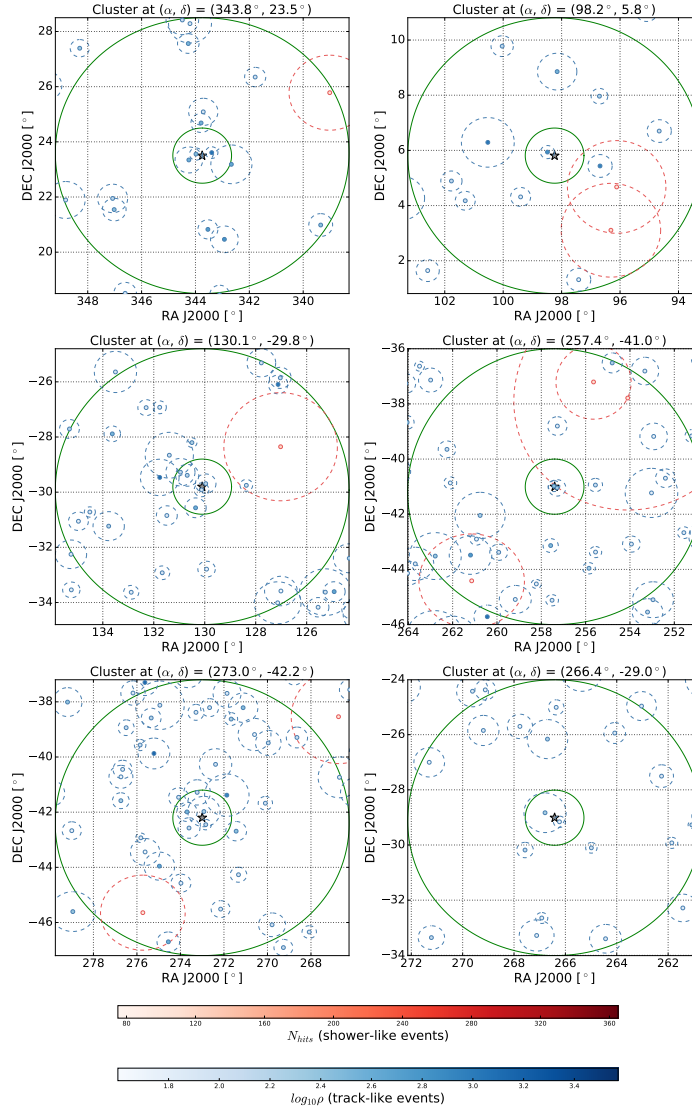 Cluster at (α, δ) = (343.8°, 23.5°)
28
26
24
22
20
DEC J2000 [°]
348 346 344 342 340
RA J2000 [°]
Cluster at (α, δ) = (98.2°, 5.8°)
10
8
6
4
2
DEC J2000 [°]
102 100 98 96 94
RA J2000 [°]
Cluster at (α, δ) = (130.1°, -29.8°)
−26
−28
−30
−32
−34
DEC J2000 [°]
134 132 130 128 126
RA J2000 [°]
Cluster at (α, δ) = (257.4°, -41.0°)
−36
−38
−40
−42
−44
−46
DEC J2000 [°]
264 262 260 258 256 254 252
RA J2000 [°]
Cluster at (α, δ) = (273.0°, -42.2°)
−38
−40
−42
−44
−46
DEC J2000 [°]
278 276 274 272 270 268
RA J2000 [°]
Cluster at (α, δ) = (266.4°, -29.0°)
−24
−26
−28
−30
−32
−34
DEC J2000 [°]
272 270 268 266 264 262
RA J2000 [°]
80 120 160 200 240 280 320 360
N_hits (shower-like events)
1.8 2.0 2.2 2.4 2.6 2.8 3.0 3.2 3.4
log₁₀ρ (track-like events)